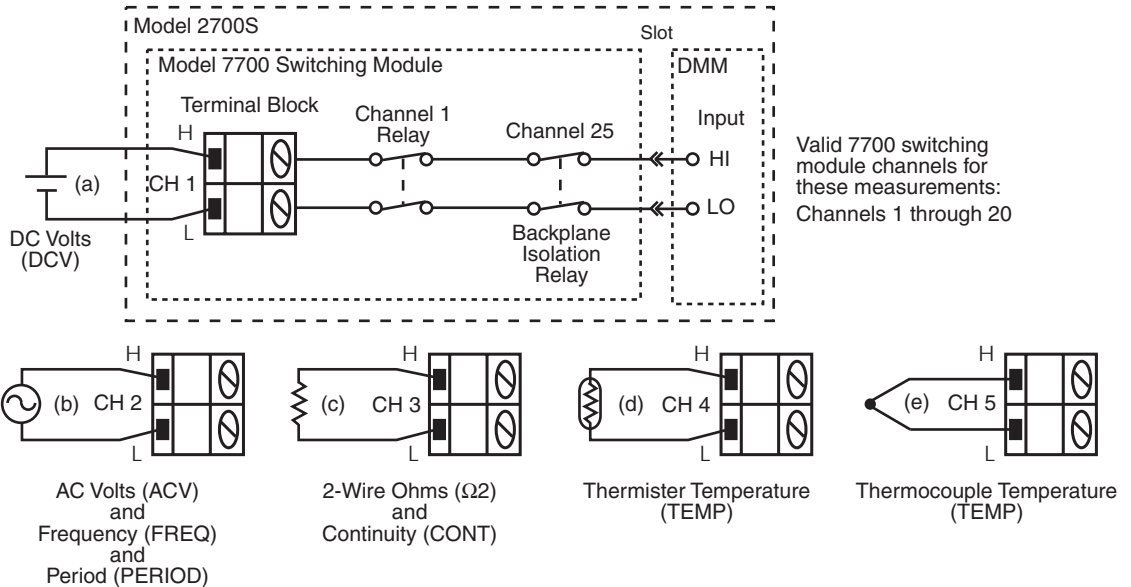 Model 2700S
Slot
Model 7700 Switching Module
DMM
Terminal Block
Channel 1
Relay
Channel 25
Input
H
HI
(a)
CH 1
LO
L
Backplane
Isolation
Relay
DC Volts
(DCV)
Valid 7700 switching
module channels for
these measurements:
Channels 1 through 20
H
(b) CH 2
L
AC Volts (ACV)
and
Frequency (FREQ)
and
Period (PERIOD)
H
(c) CH 3
L
2-Wire Ohms (Ω2)
and
Continuity (CONT)
H
(d) CH 4
L
Thermister Temperature
(TEMP)
H
(e) CH 5
L
Thermocouple Temperature
(TEMP)